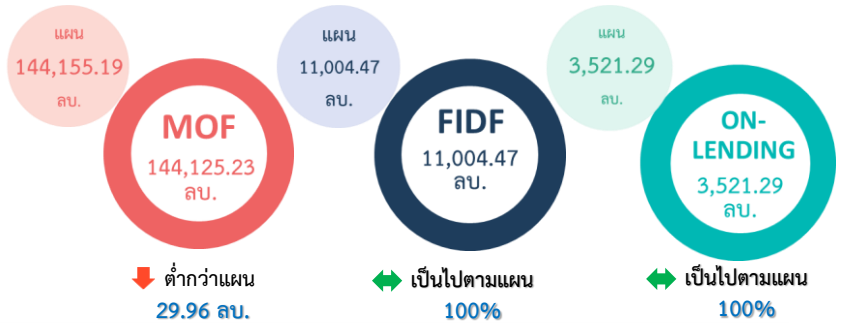 แผน
144,155.19
ลบ.
MOF
144,125.23
ลบ.
ต่ำกว่าแผน
29.96 ลบ.
แผน
11,004.47
ลบ.
FIDF
11,004.47
ลบ.
เป็นไปตามแผน
100%
แผน
3,521.29
ลบ.
ON-
LENDING
3,521.29
ลบ.
เป็นไปตามแผน
100%